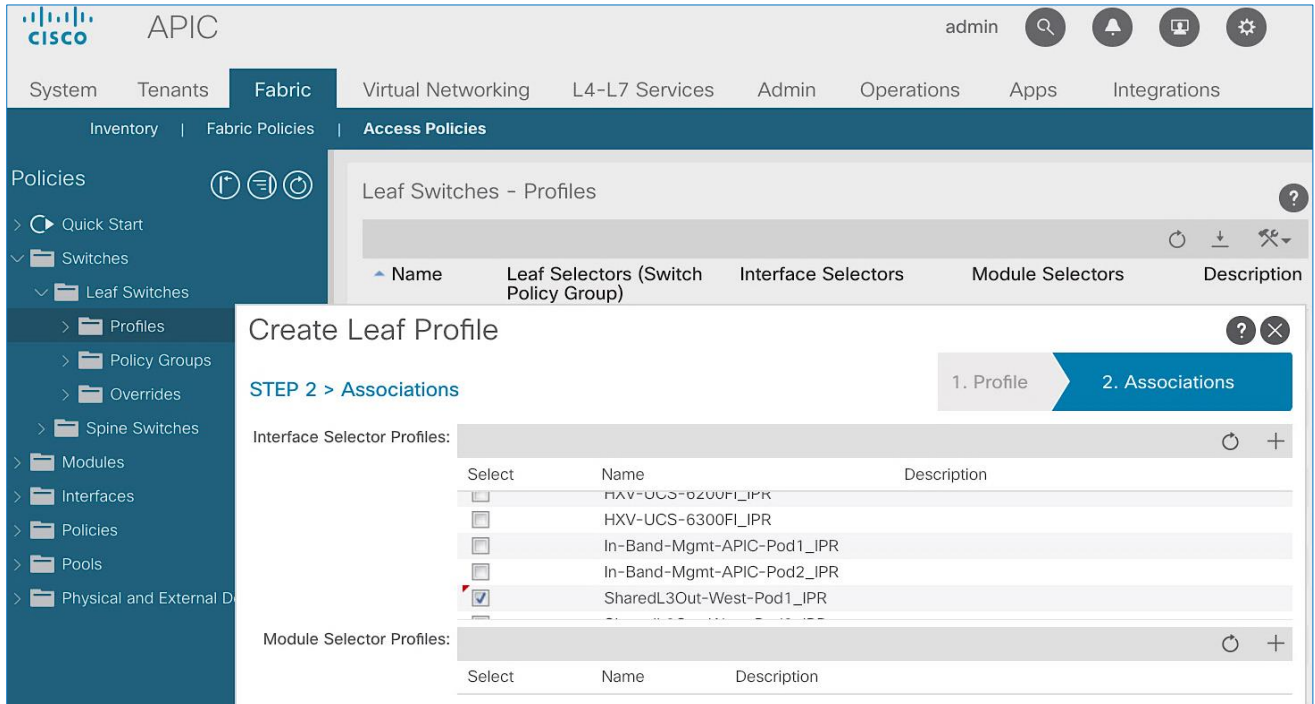 CISCO
APIC
admin
System Tenants Fabric Virtual Networking L4-L7 Services Admin Operations Apps Integrations
Inventory | Fabric Policies | Access Policies
Policies
Quick Start
Switches
Leaf Switches
Profiles
Policy Groups
Overrides
Spine Switches
Modules
Interfaces
Policies
Pools
Physical and External D
Leaf Switches - Profiles
?
Name Leaf Selectors (Switch Policy Group) Interface Selectors Module Selectors Description
Create Leaf Profile
?
STEP 2 > Associations
1. Profile 2. Associations
Interface Selector Profiles:
Select Name Description
HXV-UCS-6200FI_IPR
HXV-UCS-6300FI_IPR
In-Band-Mgmt-APIC-Pod1_IPR
In-Band-Mgmt-APIC-Pod2_IPR
SharedL3Out-West-Pod1_IPR
Module Selector Profiles:
Select Name Description